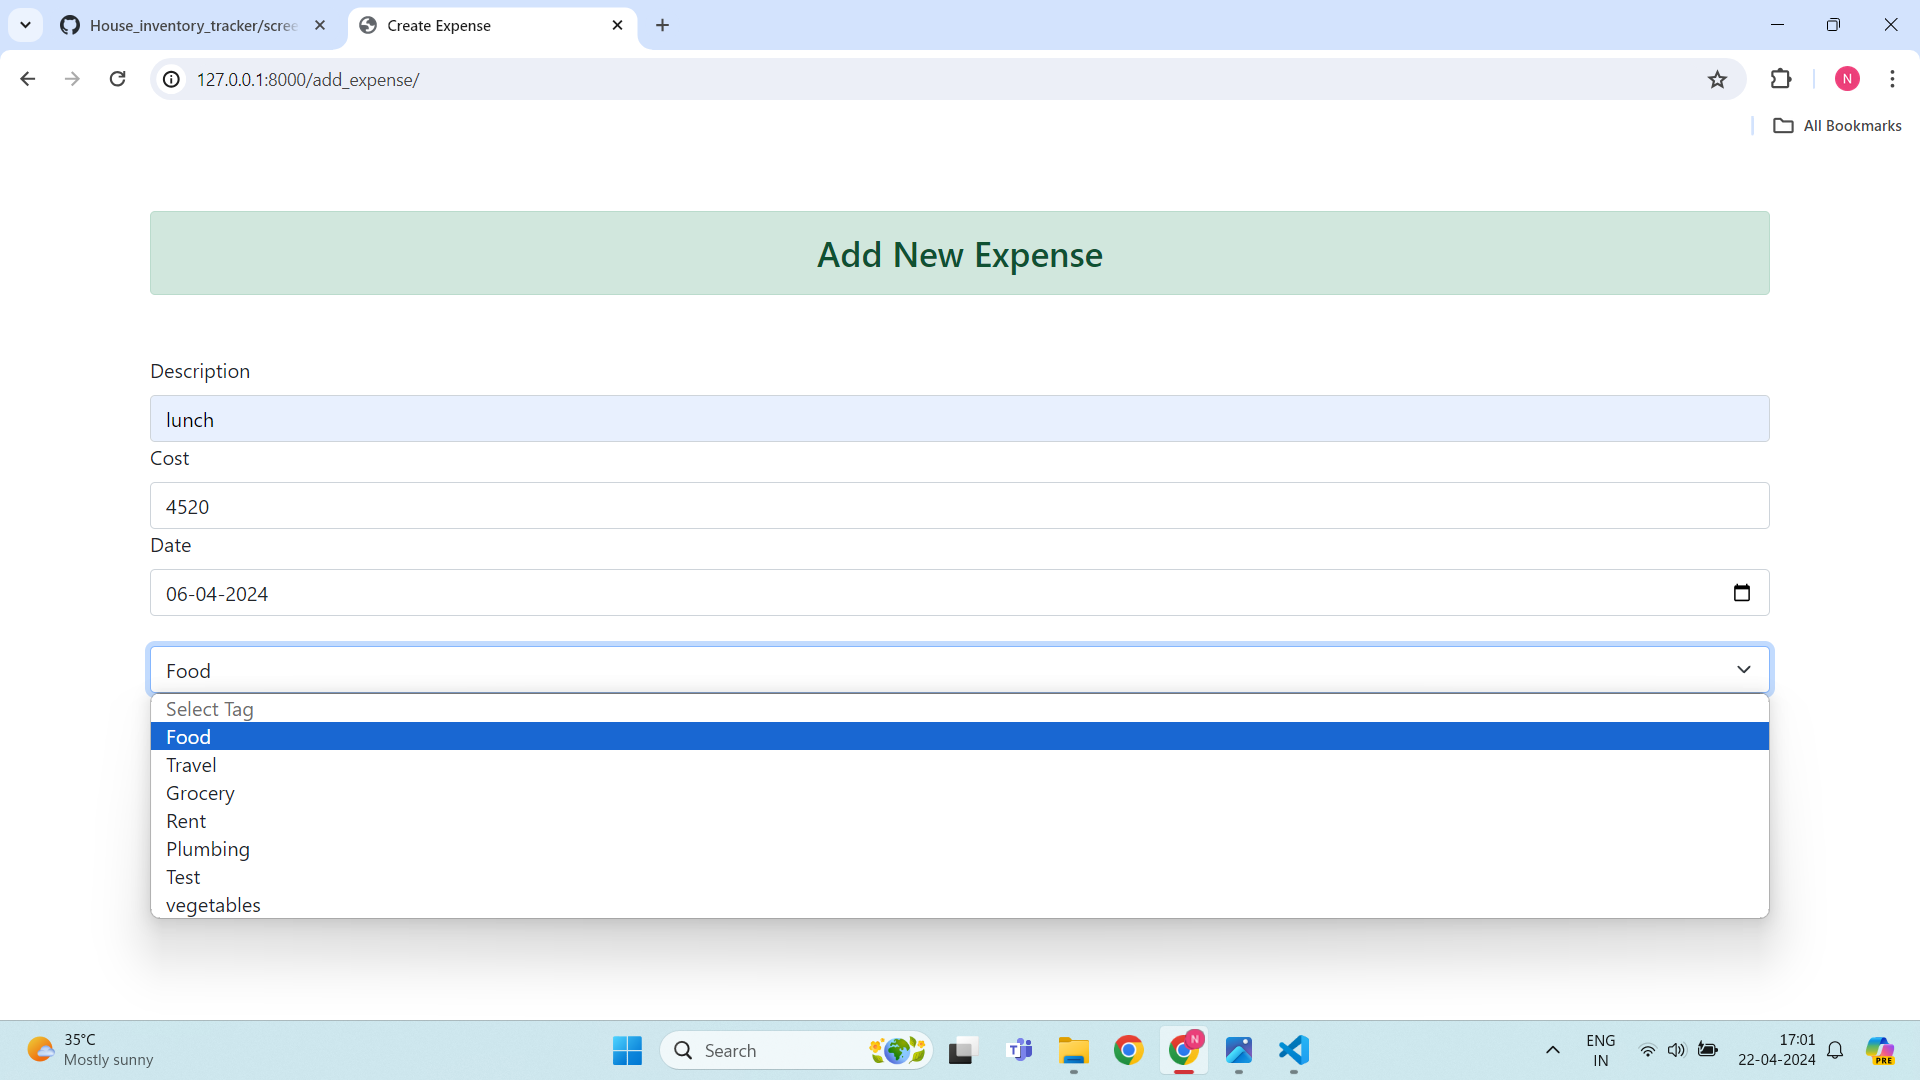 House_inventory_tracker/scree
Create Expense
127.0.0.1:8000/add_expense/
N
All Bookmarks
Add New Expense
Description
lunch
Cost
4520
Date
06-04-2024
Food
Select Tag
Food
Travel
Grocery
Rent
Plumbing
Test
vegetables
35°C
Mostly sunny
Search
T
N
ENG
IN
17:01
22-04-2024
PRE